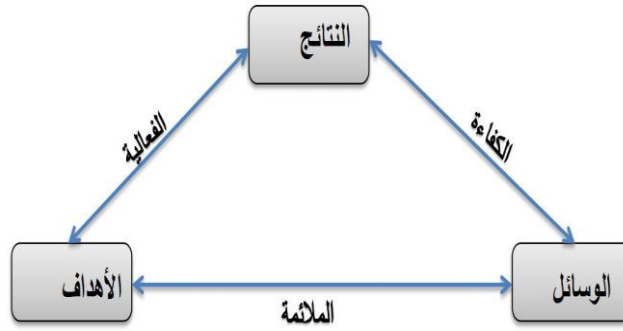 النتائج
الفعالية
الكفاءة
الأهداف
الوسائل
الملائمة